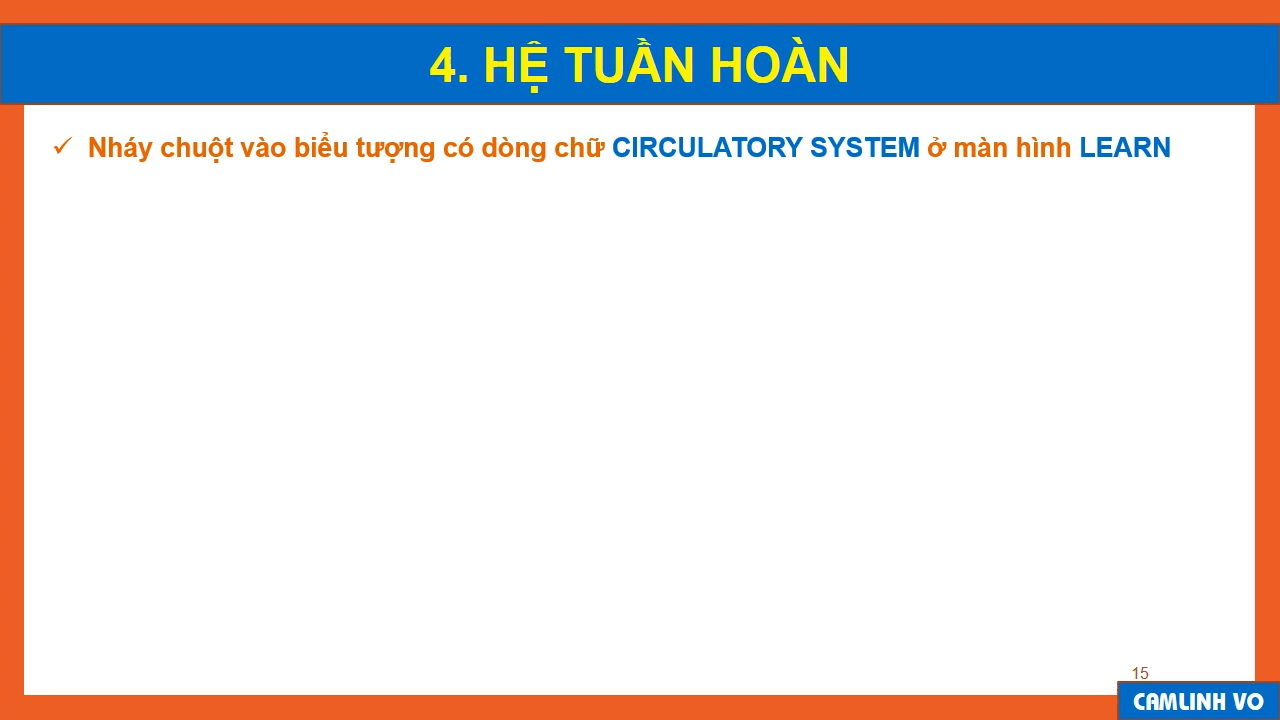 4. HỆ TUẦN HOÀN
✓ Nháy chuột vào biểu tượng có dòng chữ CIRCULATORY SYSTEM ở màn hình LEARN
15
CAMLINH VO